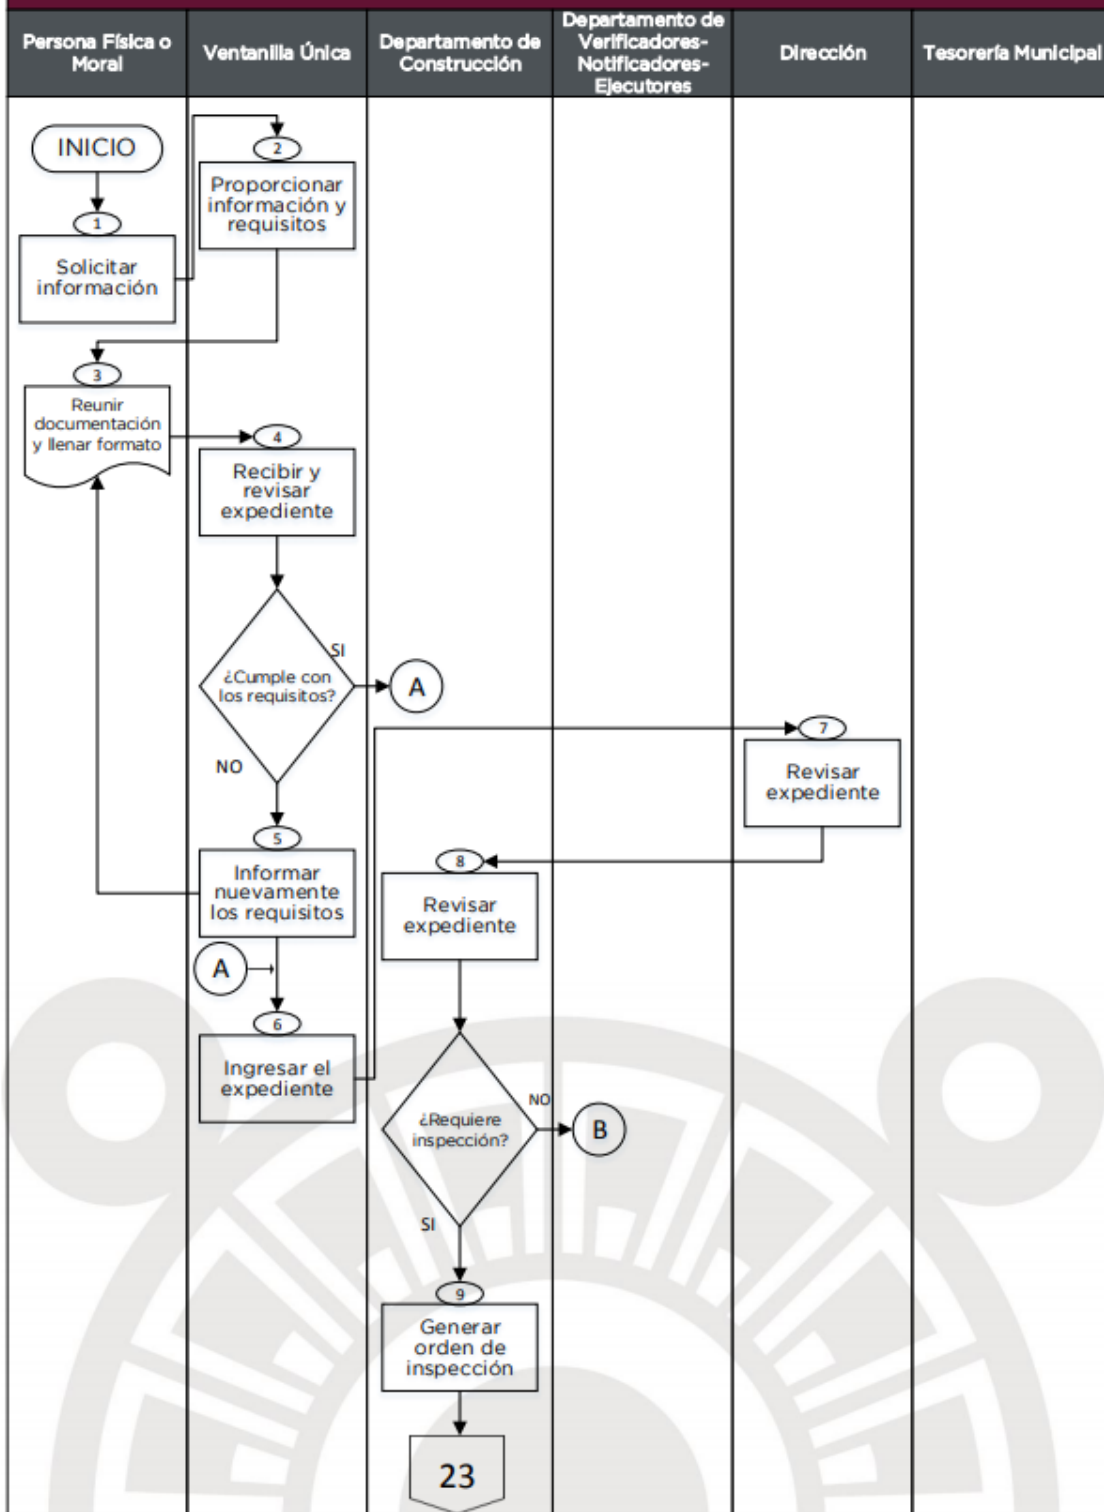 Persona Física o
Moral
Ventanilla Única
Departamento de
Construcción
Departamento de
Verificadores-
Notificadores-
Ejecutores
Dirección
Tesorería Municipal
INICIO
1
Solicitar
información
2
Proporcionar
información y
requisitos
3
Reunir
documentación
y llenar formato
4
Recibir y
revisar
expediente
¿Cumple con
los requisitos?
SI
A
NO
5
Informar
nuevamente
los requisitos
A
6
Ingresar el
expediente
7
Revisar
expediente
8
Revisar
expediente
¿Requiere
inspección?
NO
B
SI
9
Generar
orden de
inspección
23